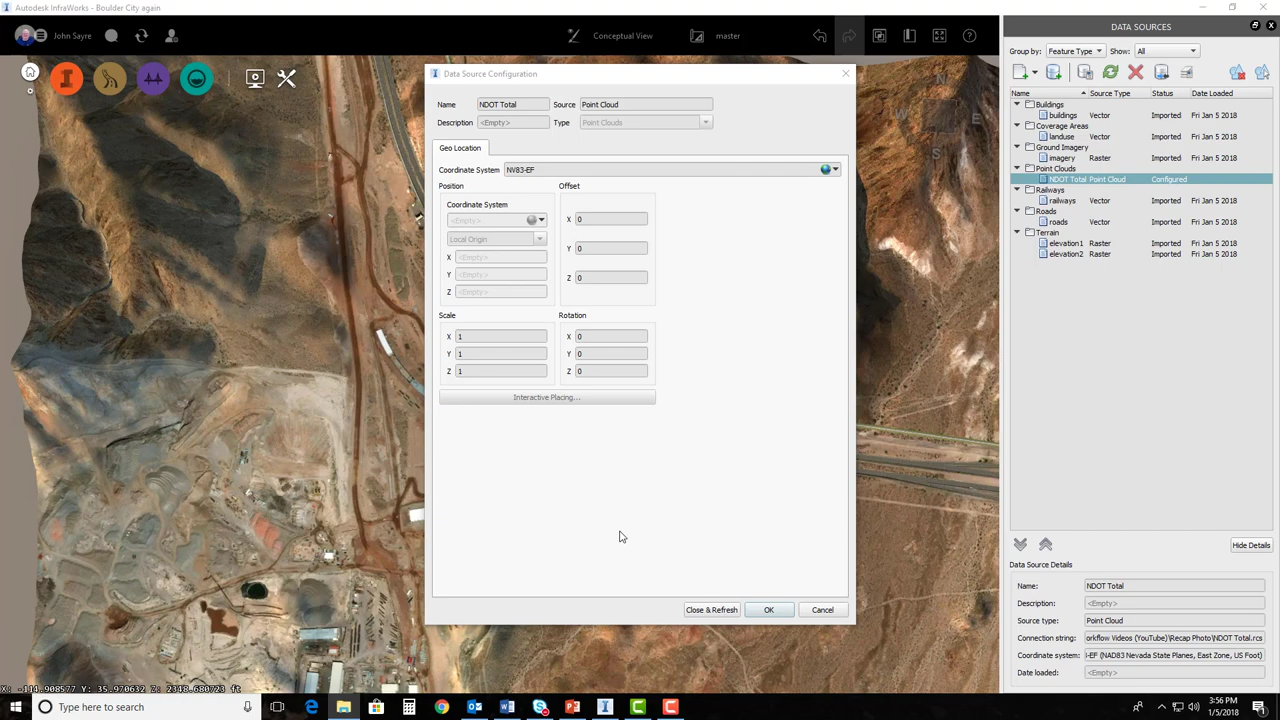 Autodesk InfraWorks - Boulder City again
John Sayre
Conceptual View
master
DATA SOURCES
Group by: Feature Type Show: All
Name Source Type Status Date Loaded
Buildings
buildings Vector Imported Fri Jan 5 2018
Coverage Areas
landuse Vector Imported Fri Jan 5 2018
Ground Imagery
imagery Raster Imported Fri Jan 5 2018
Point Clouds
NDOT Total Point Cloud Configured
Railways
railways Vector Imported Fri Jan 5 2018
Roads
roads Vector Imported Fri Jan 5 2018
Terrain
elevation1 Raster Imported Fri Jan 5 2018
elevation2 Raster Imported Fri Jan 5 2018
Hide Details
Data Source Details
Name: NDOT Total
Description: <Empty>
Source type: Point Cloud
Connection string: orkflow Videos (YouTube)\Recap Photo\NDOT Total.rcs
Coordinate system: i-EF (NAD83 Nevada State Planes, East Zone, US Foot)
Date loaded: <Empty>
Data Source Configuration
Name NDOT Total Source Point Cloud
Description <Empty> Type Point Clouds
Geo Location
Coordinate System NV83-EF
Position Offset
Coordinate System
<Empty>
X 0
Local Origin
X <Empty>
Y 0
Y <Empty>
Z 0
Z <Empty>
Scale Rotation
X 1 X 0
Y 1 Y 0
Z 1 Z 0
Interactive Placing...
Close & Refresh OK Cancel
N
W E
S
X: -114.908577 Y: 35.970632 Z: 2148.680723 ft
Type here to search
3:56 PM
1/5/2018